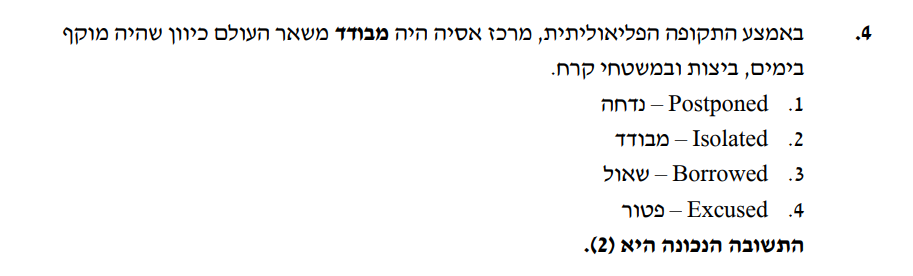 4. באמצע התקופה הפליאוליתית, מרכז אסיה היה מבודד משאר העולם כיוון שהיה מוקף
בימים, ביצות ובמשטחי קרח.
1. Postponed – נדחה
2. Isolated – מבודד
3. Borrowed – שאול
4. Excused – פטור
התשובה הנכונה היא (2).